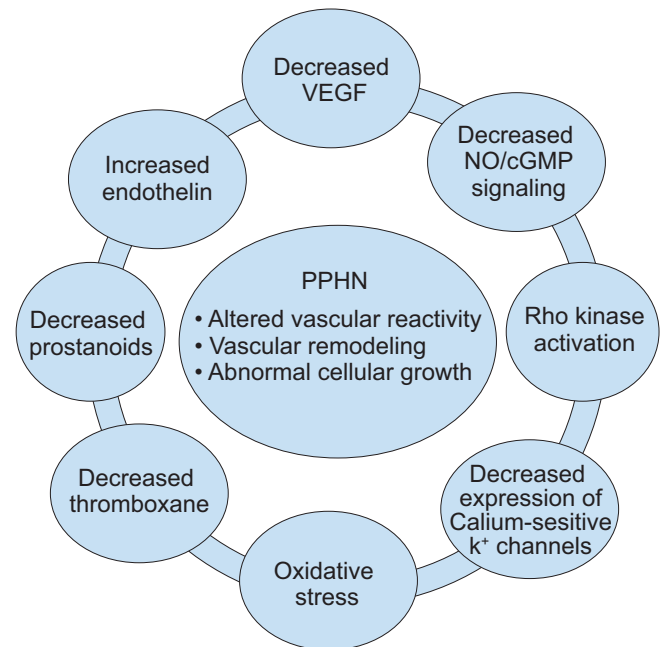 Decreased
VEGF
Decreased
NO/cGMP
signaling
Rho kinase
activation
Decreased
expression of
Calium-sesitive
k⁺ channels
Oxidative
stress
Decreased
thromboxane
Decreased
prostanoids
Increased
endothelin
PPHN
• Altered vascular reactivity
• Vascular remodeling
• Abnormal cellular growth